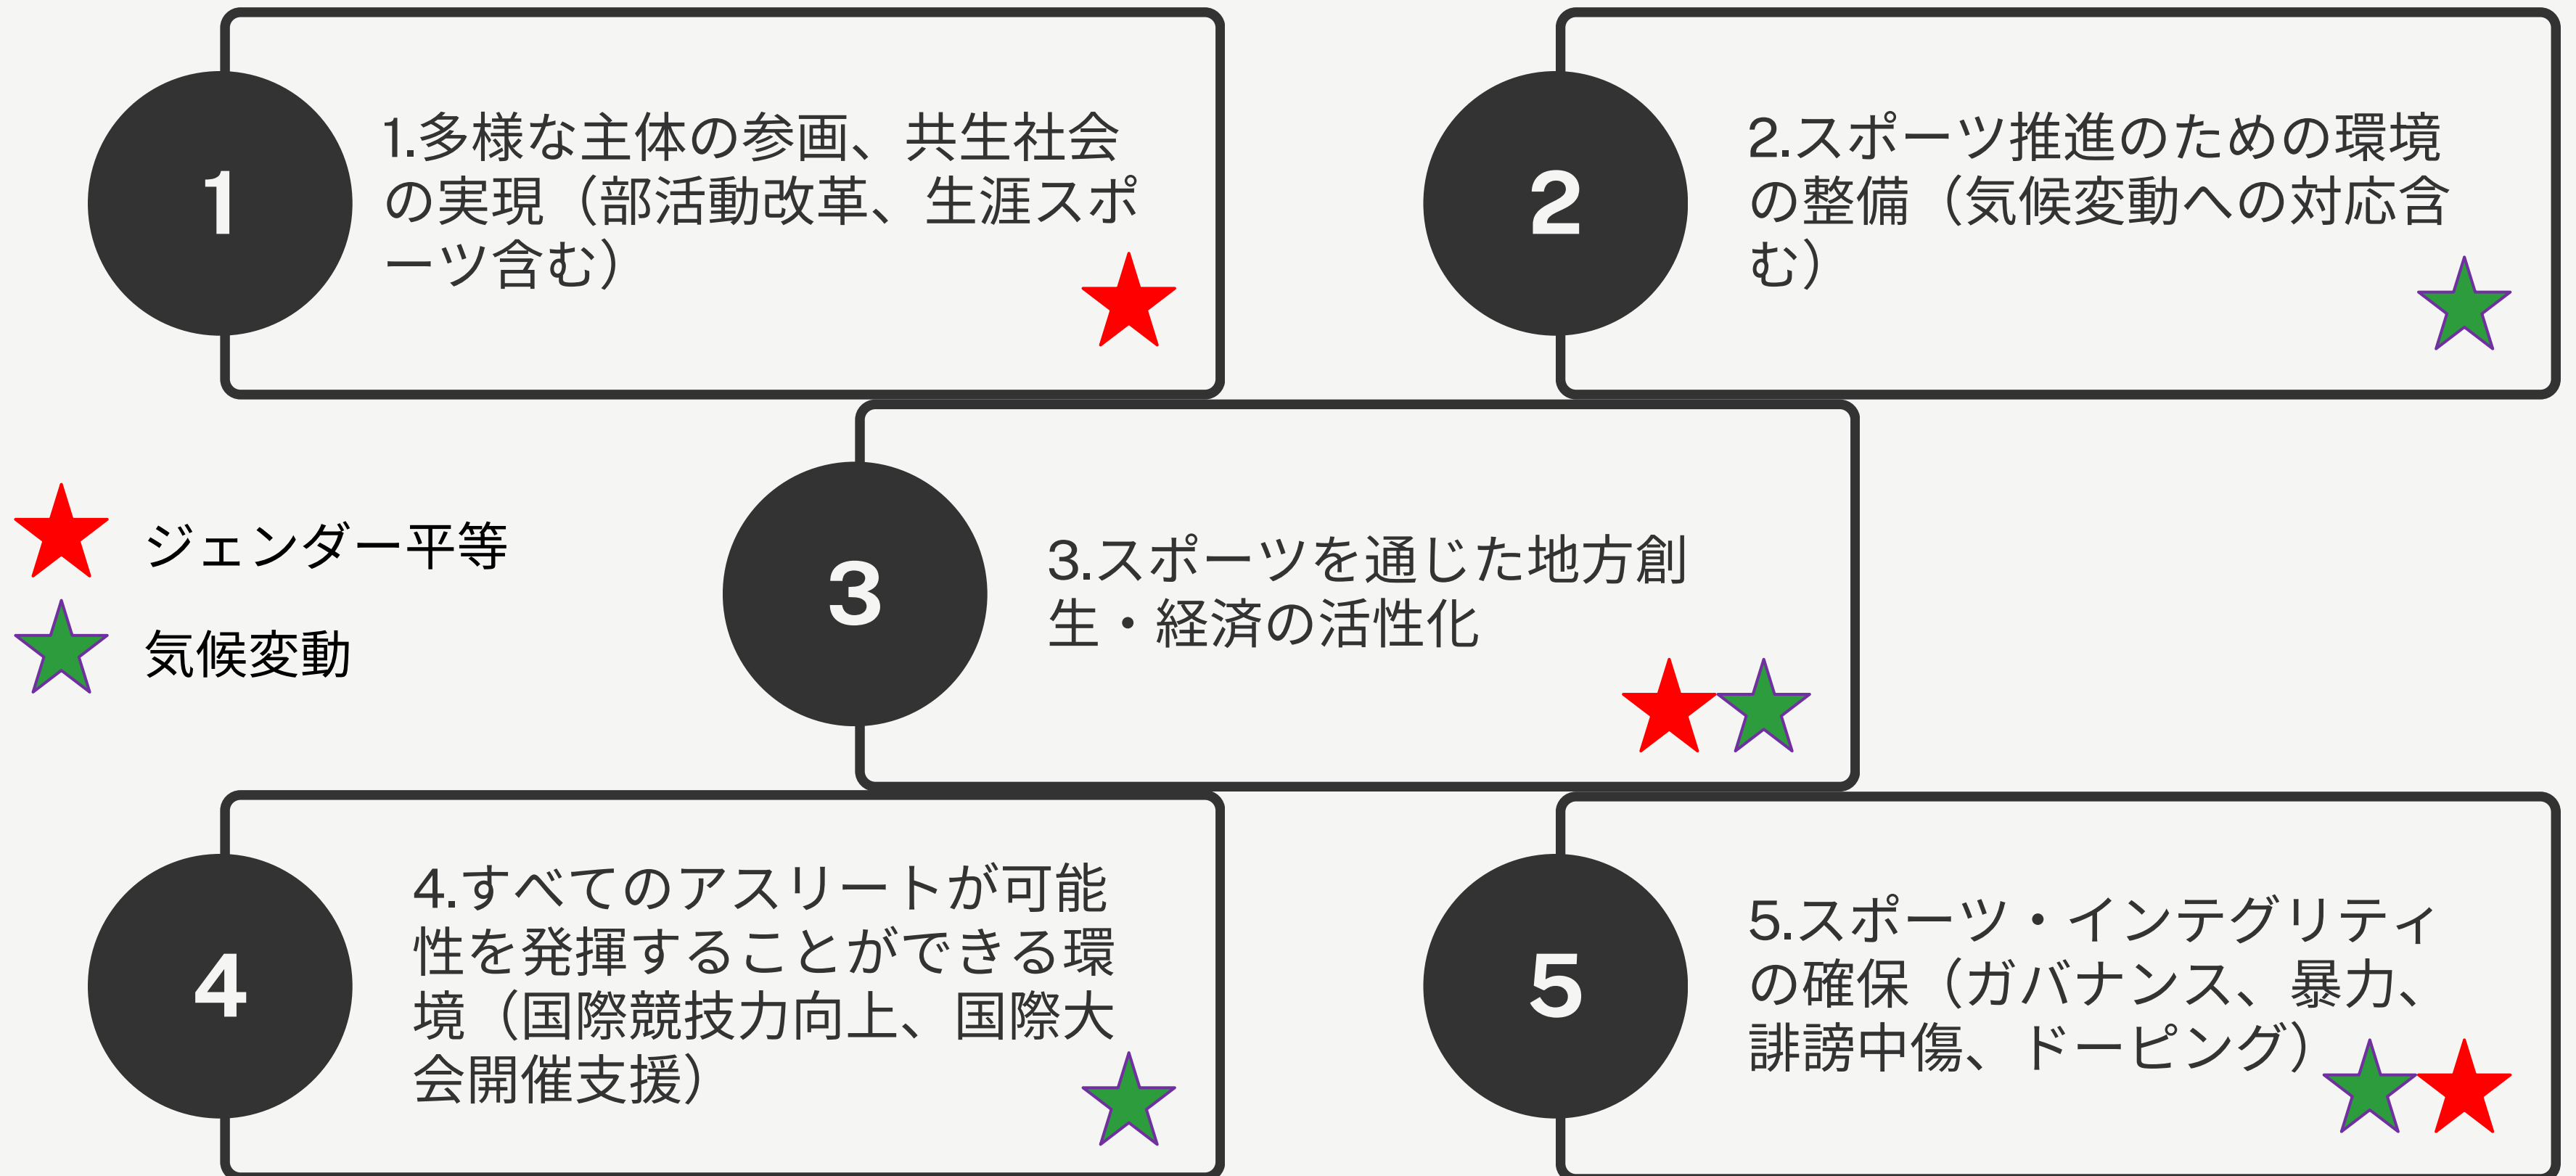 1
1.多様な主体の参画、共生社会
の実現（部活動改革、生涯スポ
ーツ含む）
2
2.スポーツ推進のための環境
の整備（気候変動への対応含
む）
ジェンダー平等
気候変動
3
3.スポーツを通じた地方創
生・経済の活性化
4
4.すべてのアスリートが可能
性を発揮することができる環
境（国際競技力向上、国際大
会開催支援）
5
5.スポーツ・インテグリティ
の確保（ガバナンス、暴力、
誹謗中傷、ドーピング）